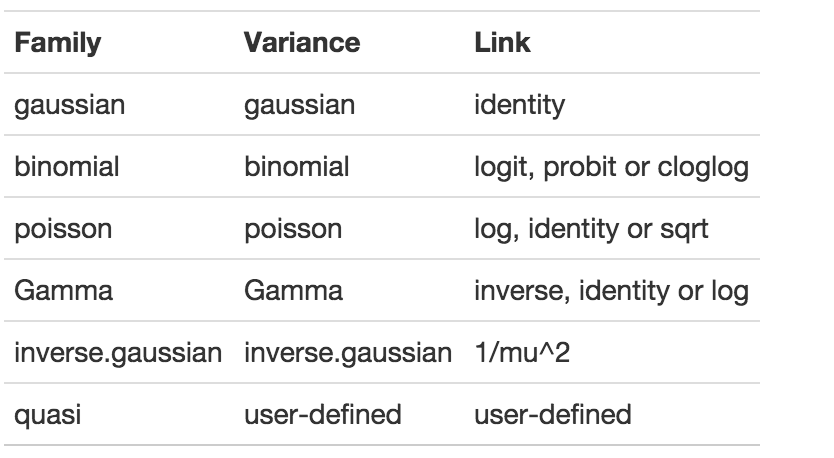 Family Variance Link
gaussian gaussian identity
binomial binomial logit, probit or cloglog
poisson poisson log, identity or sqrt
Gamma Gamma inverse, identity or log
inverse.gaussian inverse.gaussian 1/mu^2
quasi user-defined user-defined